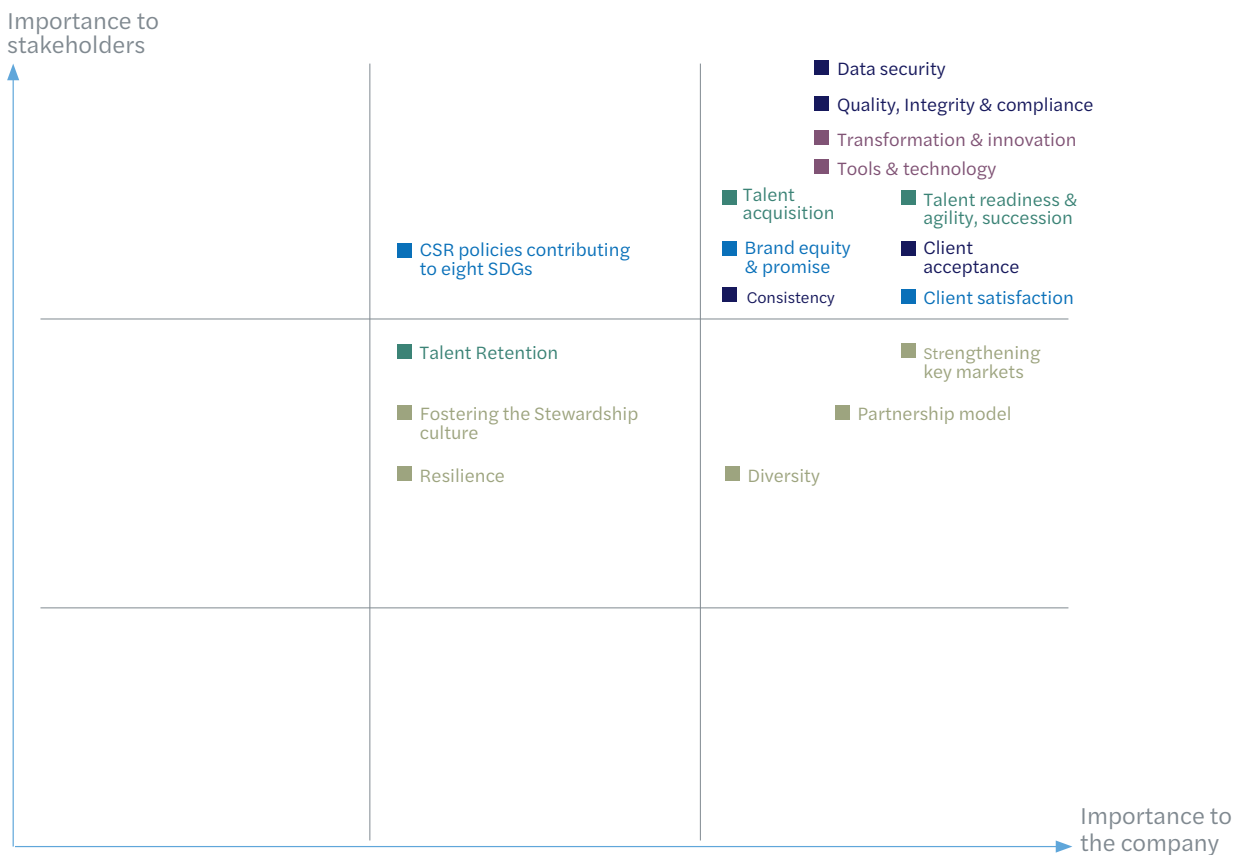 Importance to
stakeholders
Data security
Quality, Integrity & compliance
Transformation & innovation
Tools & technology
Talent
acquisition
Talent readiness &
agility, succession
CSR policies contributing
to eight SDGs
Brand equity
& promise
Client
acceptance
Consistency
Client satisfaction
Talent Retention
Strengthening
key markets
Fostering the Stewardship
culture
Partnership model
Resilience
Diversity
Importance to
the company